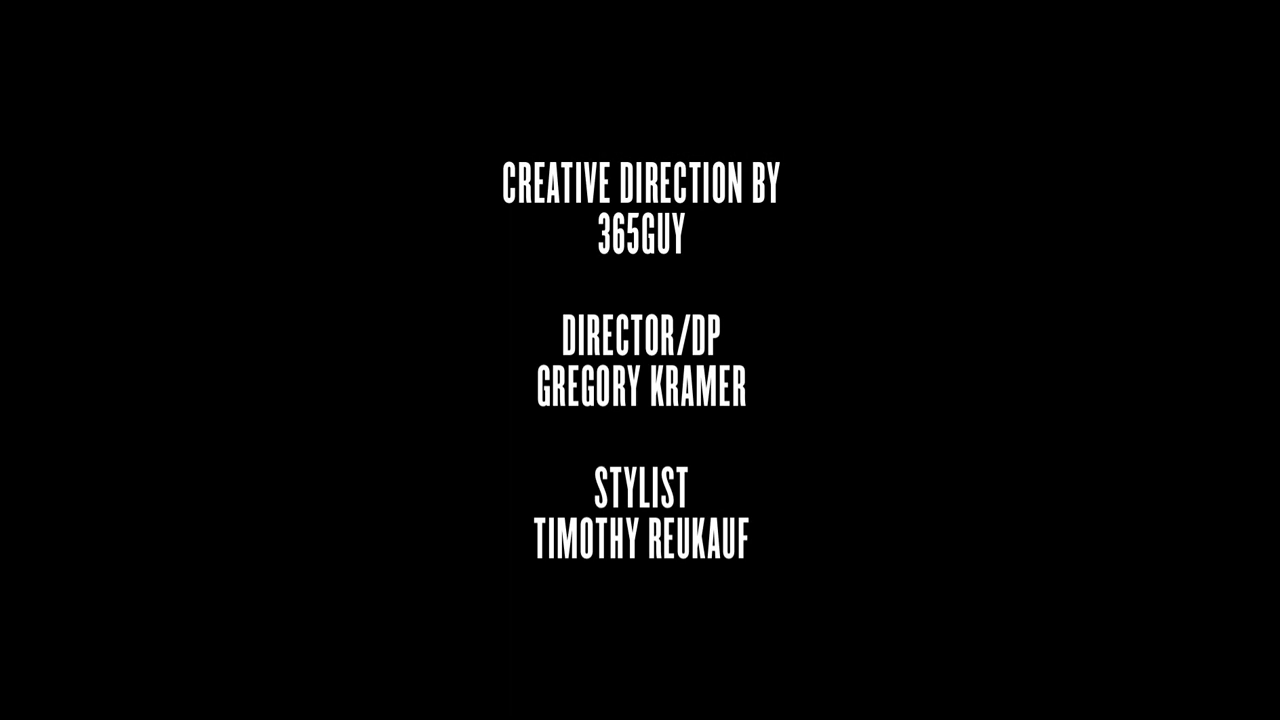 CREATIVE DIRECTION BY
365GUY
DIRECTOR/DP
GREGORY KRAMER
STYLIST
TIMOTHY REUKAUF